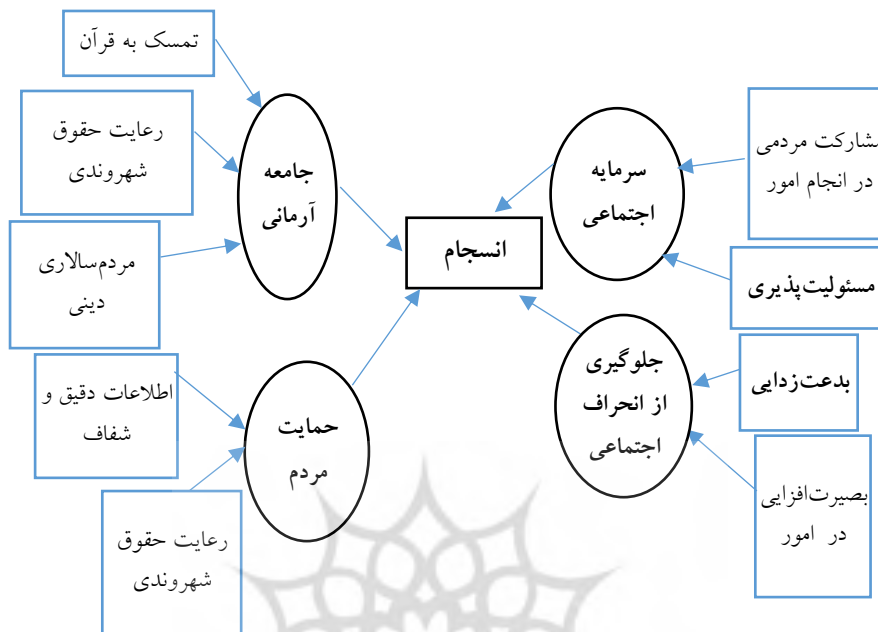 تمسک به قرآن
رعایت حقوق
شهروندی
مردم‌سالاری
دینی
جامعه
آرمانی
سرمایه
اجتماعی
مشارکت مردمی
در انجام امور
مسئولیت‌پذیری
انسجام
اطلاعات دقیق و
شفاف
رعایت حقوق
شهروندی
حمایت
مردم
جلوگیری
از انحراف
اجتماعی
بدعت‌زدایی
بصیرت‌افزایی
در امور